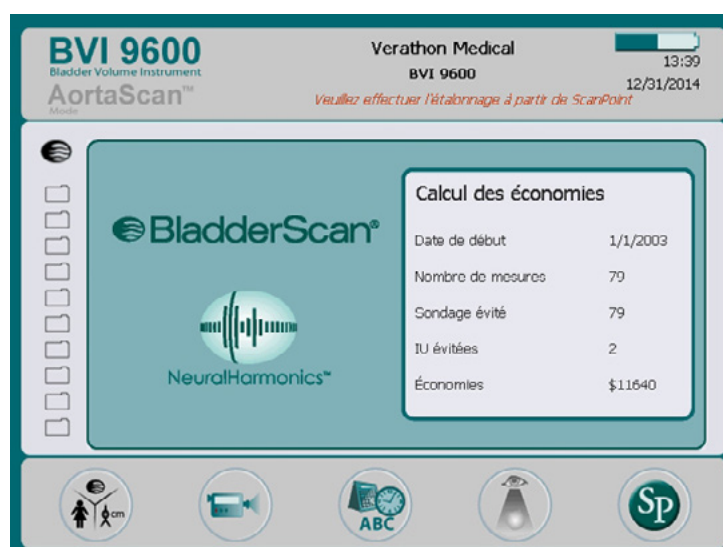 BVI 9600
Bladder Volume Instrument
AortaScan™
Mode
Verathon Medical
BVI 9600
Veuillez effectuer l'étalonnage à partir de ScanPoint
13:39
12/31/2014
BladderScan®
NeuralHarmonics™
Calcul des économies
Date de début 1/1/2003
Nombre de mesures 79
Sondage évité 79
IU évitées 2
Économies $11640
cm
ABC
SP